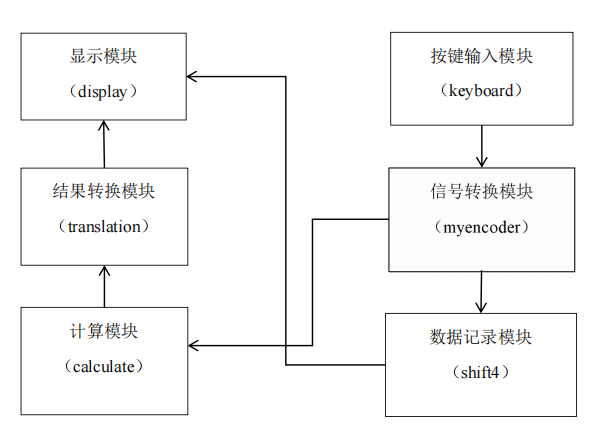 显示模块
（display）
按键输入模块
（keyboard）
结果转换模块
（translation）
信号转换模块
（myencoder）
计算模块
（calculate）
数据记录模块
（shift4）